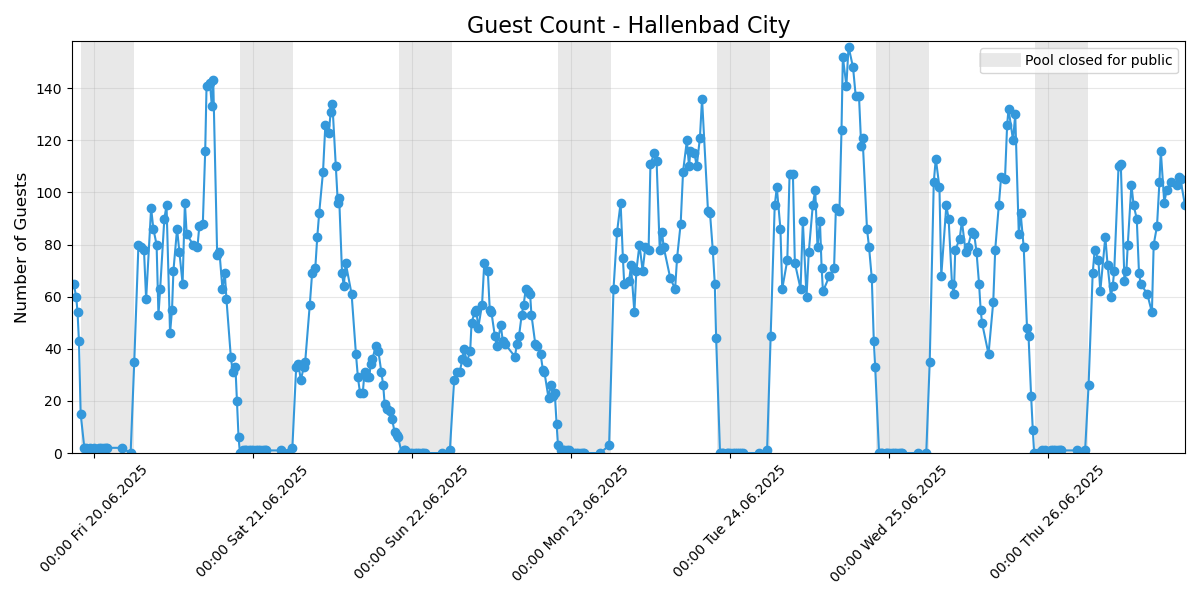 Guest Count - Hallenbad City
Pool closed for public
Number of Guests
140
120
100
80
60
40
20
0
00:00 Fri 20.06.2025
00:00 Sat 21.06.2025
00:00 Sun 22.06.2025
00:00 Mon 23.06.2025
00:00 Tue 24.06.2025
00:00 Wed 25.06.2025
00:00 Thu 26.06.2025